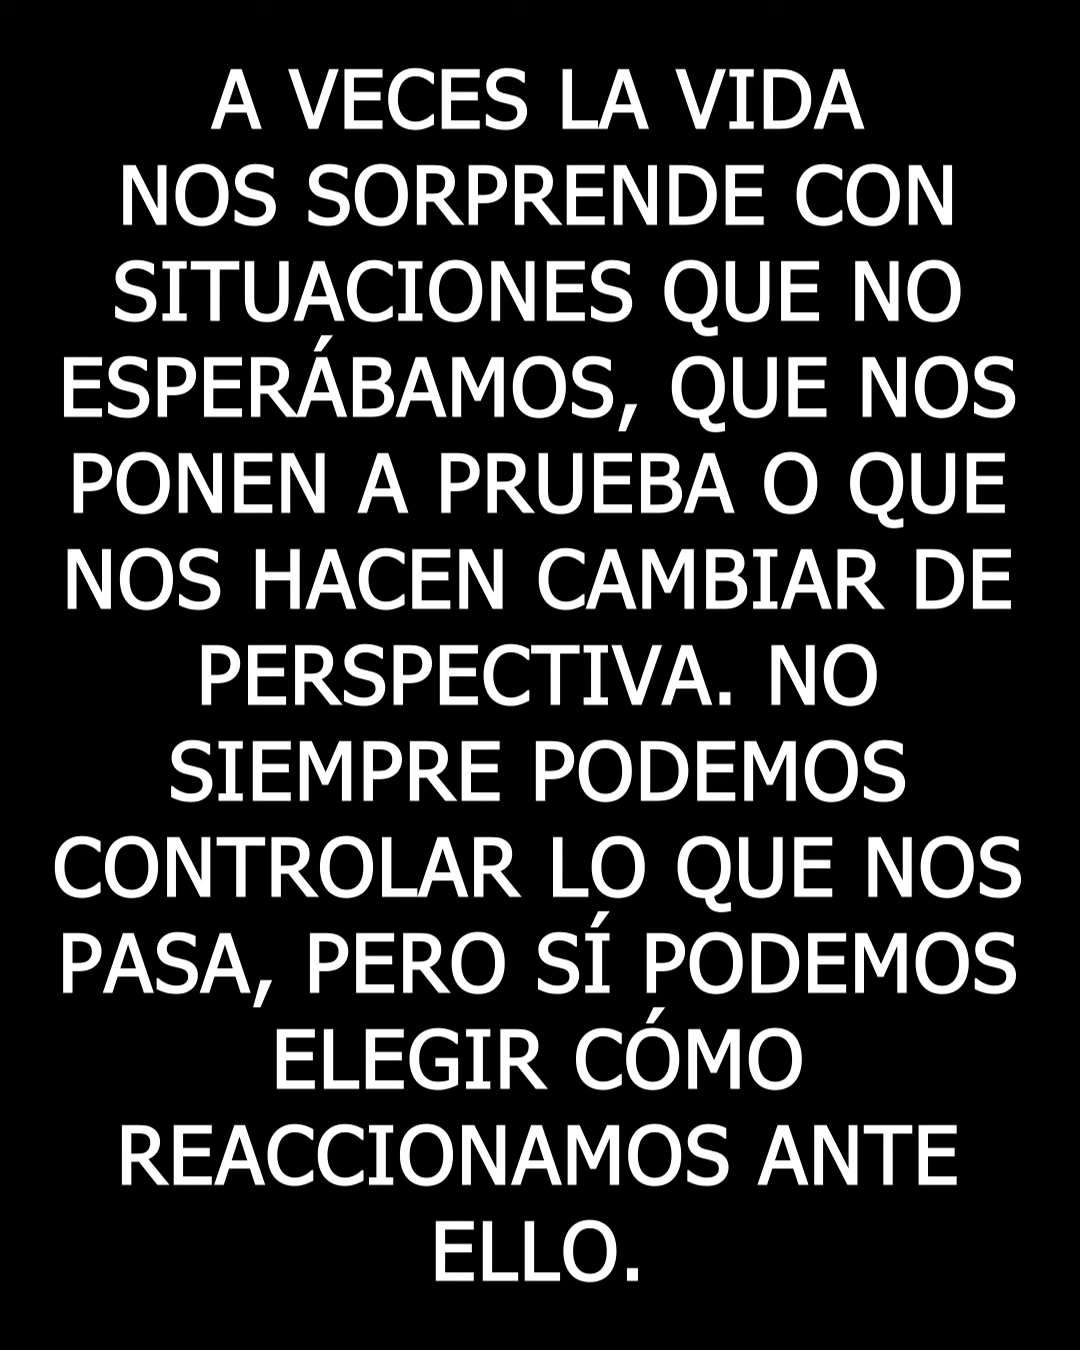 A VECES LA VIDA
NOS SORPRENDE CON
SITUACIONES QUE NO
ESPERÁBAMOS, QUE NOS
PONEN A PRUEBA O QUE
NOS HACEN CAMBIAR DE
PERSPECTIVA. NO
SIEMPRE PODEMOS
CONTROLAR LO QUE NOS
PASA, PERO SÍ PODEMOS
ELEGIR CÓMO
REACCIONAMOS ANTE
ELLO.